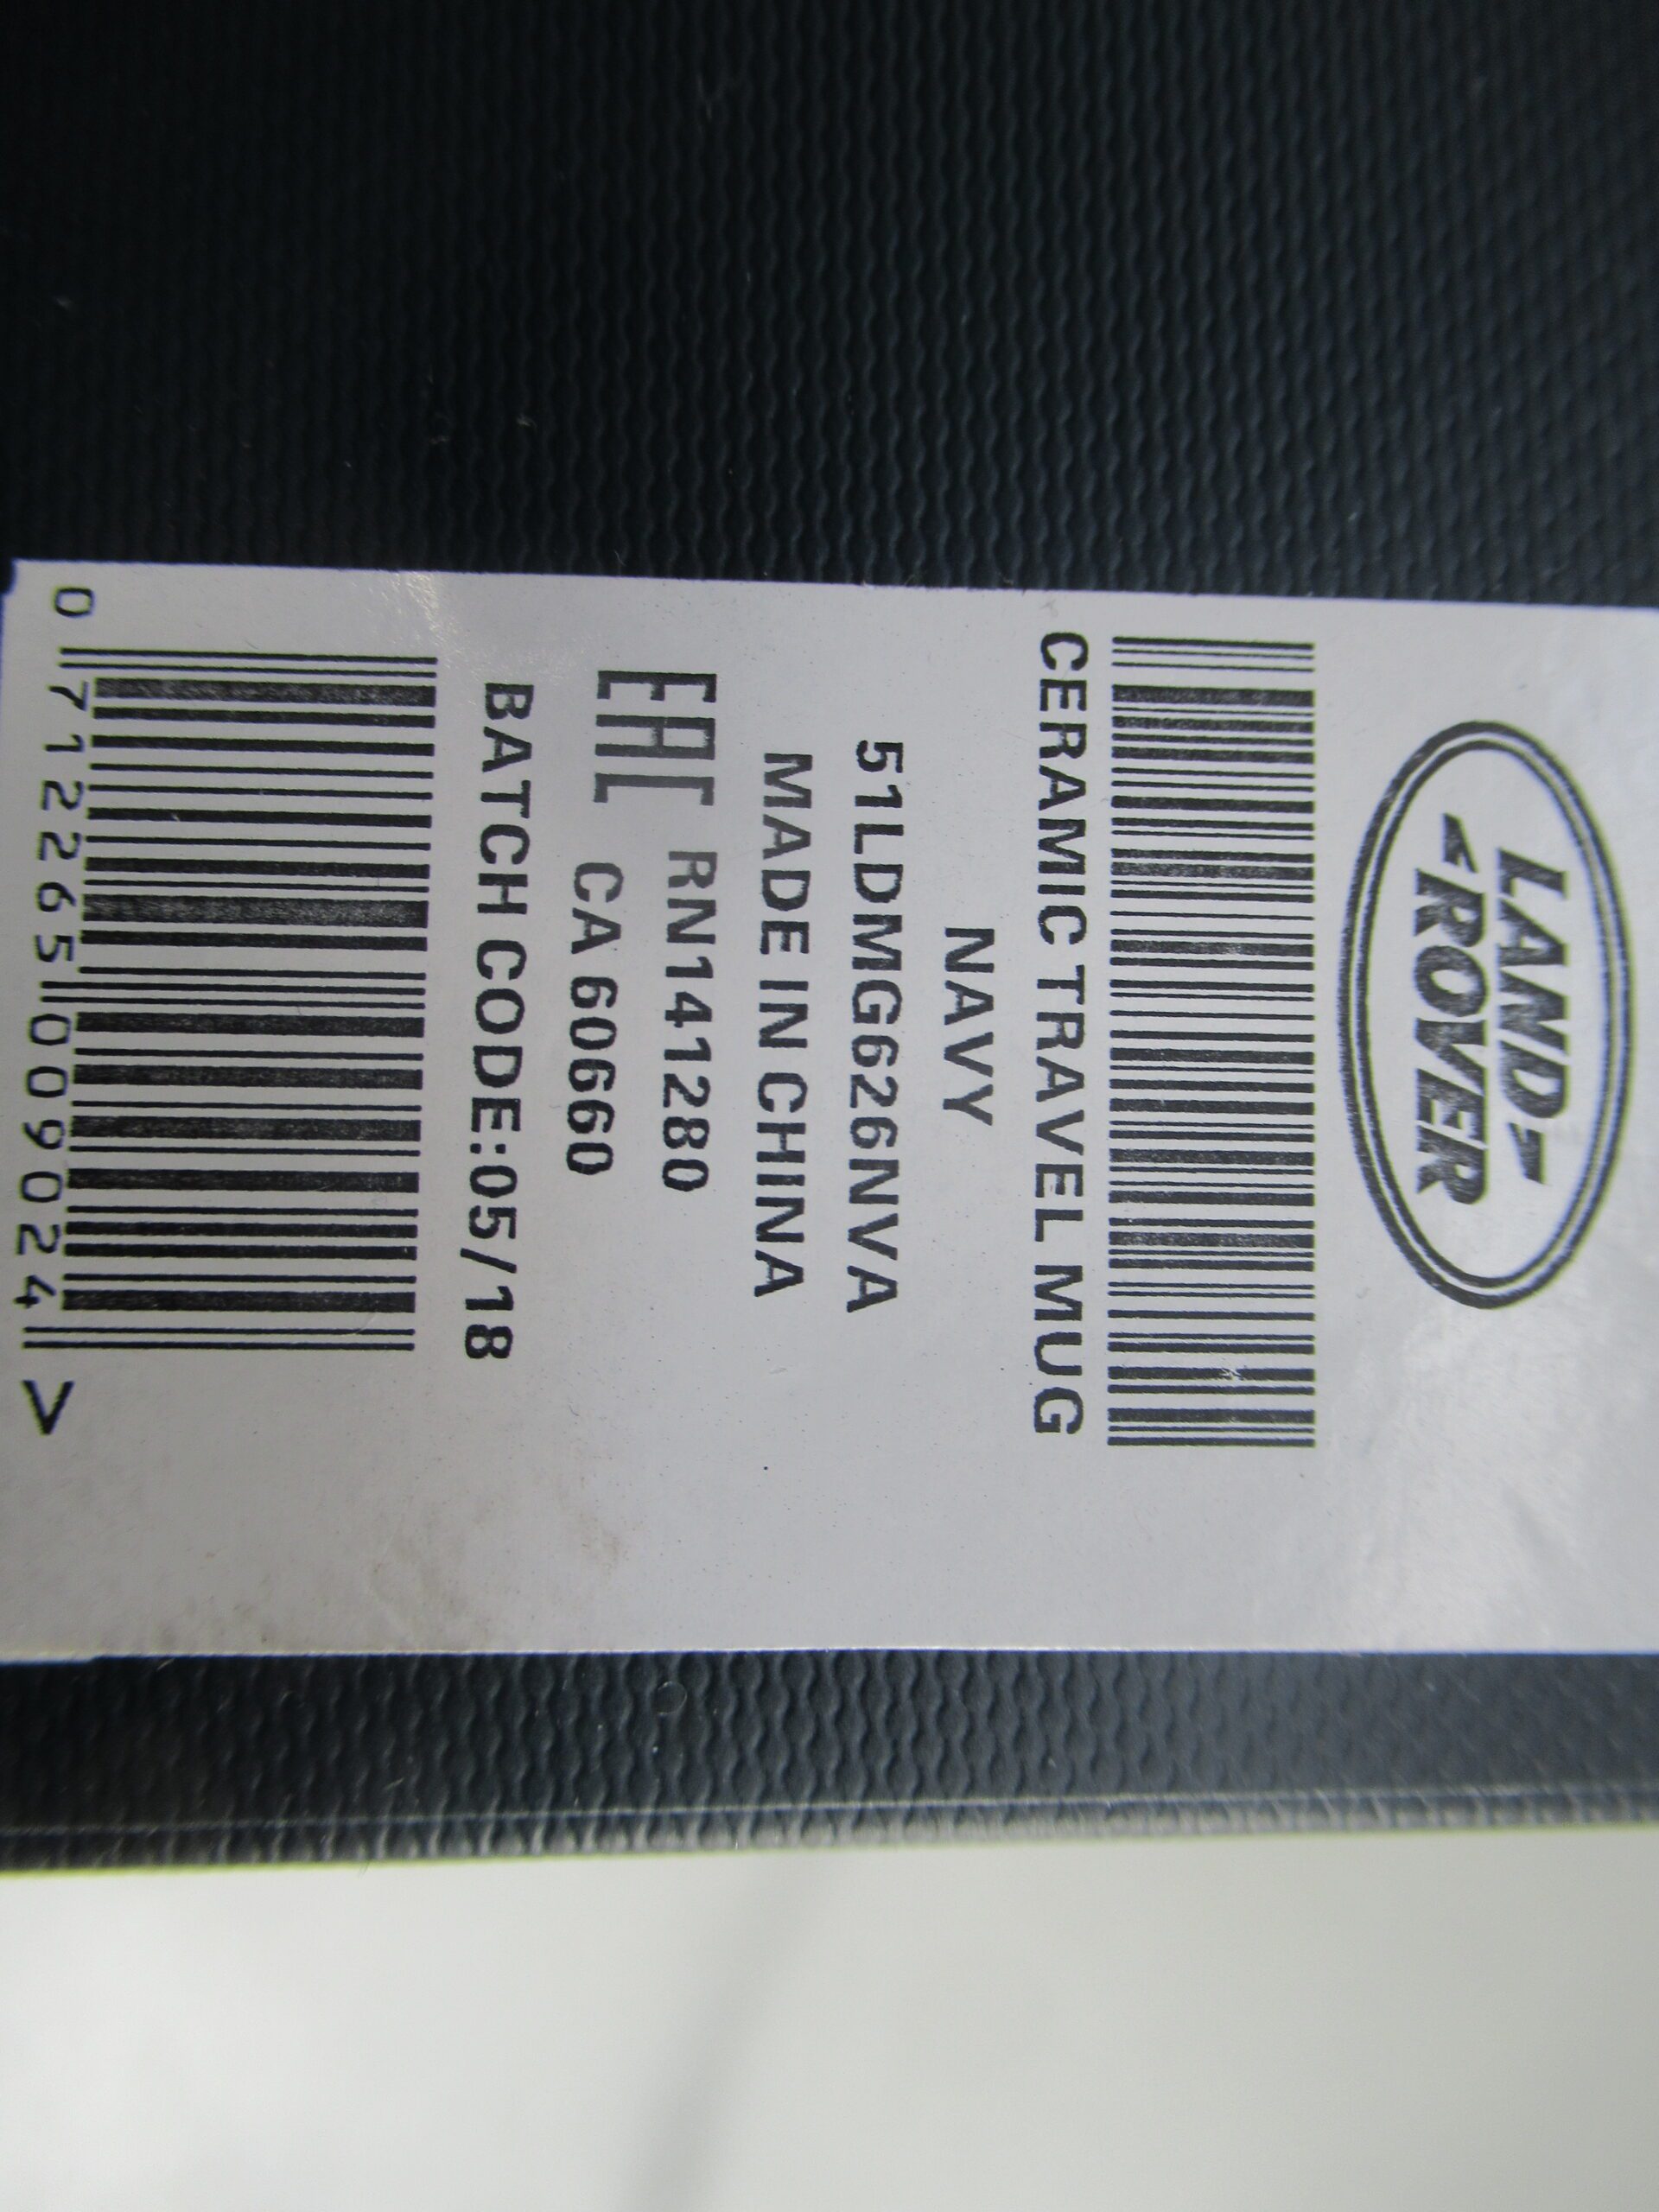 LAND-
-ROVER
CERAMIC TRAVEL MUG
NAVY
51LDMG626NVA
MADE IN CHINA
EAC RN141280
CA 60660
BATCH CODE:05/18
0 712265 009024 >